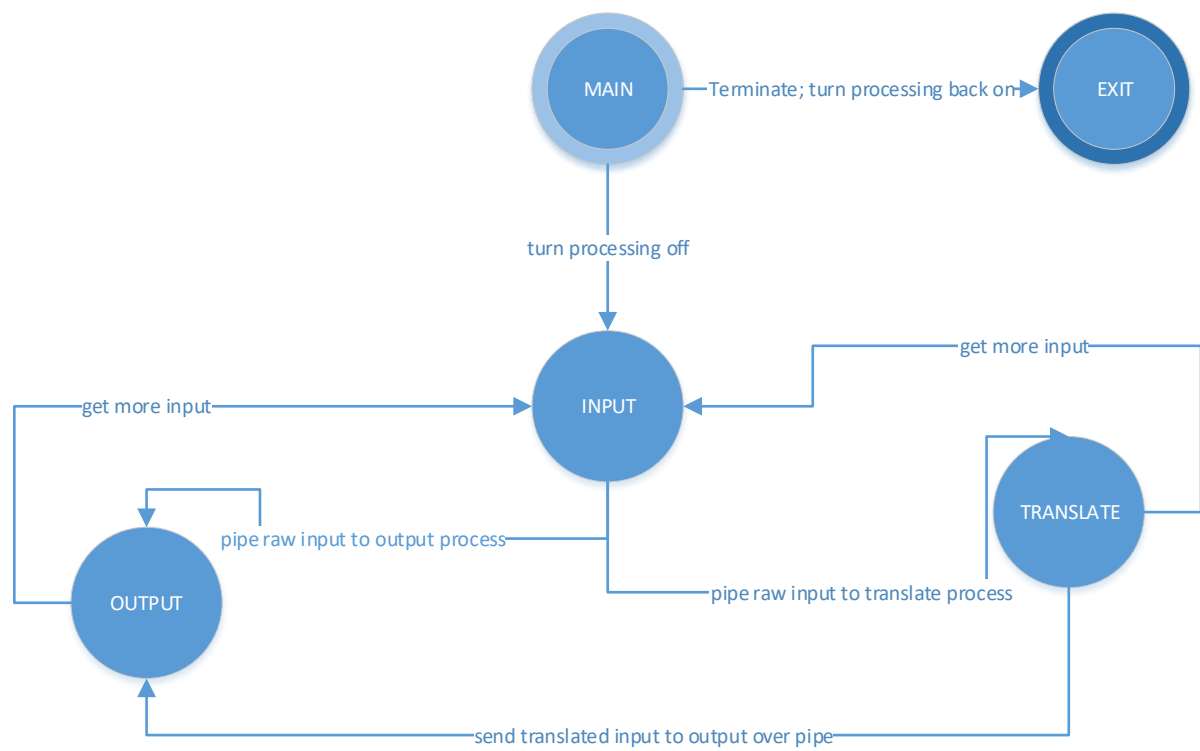 MAIN
Terminate; turn processing back on
EXIT
turn processing off
get more input
get more input
INPUT
TRANSLATE
pipe raw input to output process
pipe raw input to translate process
OUTPUT
send translated input to output over pipe